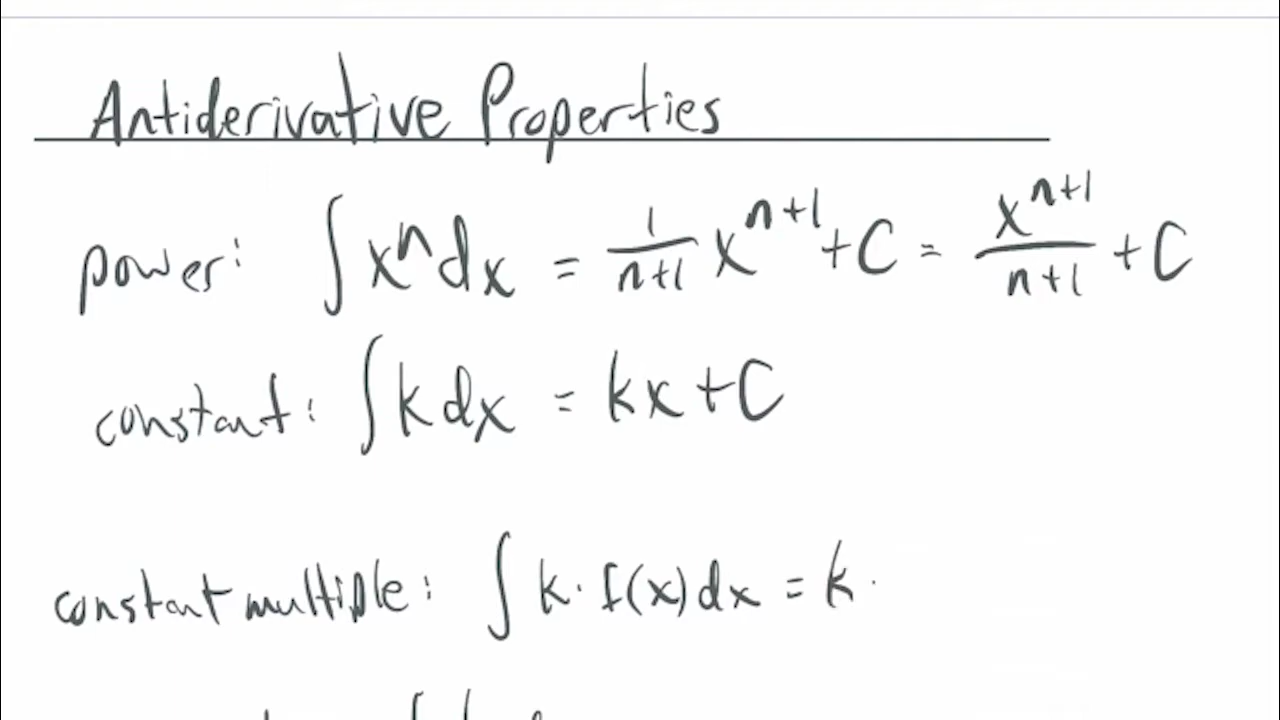 Antiderivative Properties
power: ∫xⁿdx = 1/(n+1) xⁿ⁺¹ + C = xⁿ⁺¹/(n+1) + C
constant: ∫k dx = kx + C
constant multiple: ∫k · f(x)dx = k ·